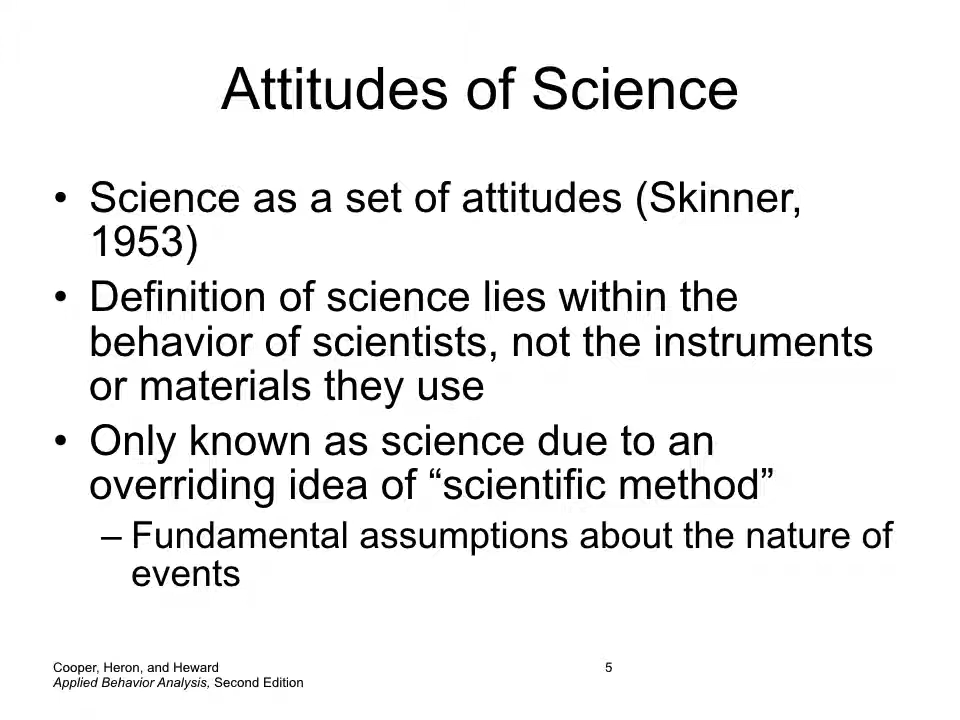 Attitudes of Science
• Science as a set of attitudes (Skinner,
1953)
• Definition of science lies within the
behavior of scientists, not the instruments
or materials they use
• Only known as science due to an
overriding idea of “scientific method”
– Fundamental assumptions about the nature of
events
Cooper, Heron, and Heward
Applied Behavior Analysis, Second Edition
5